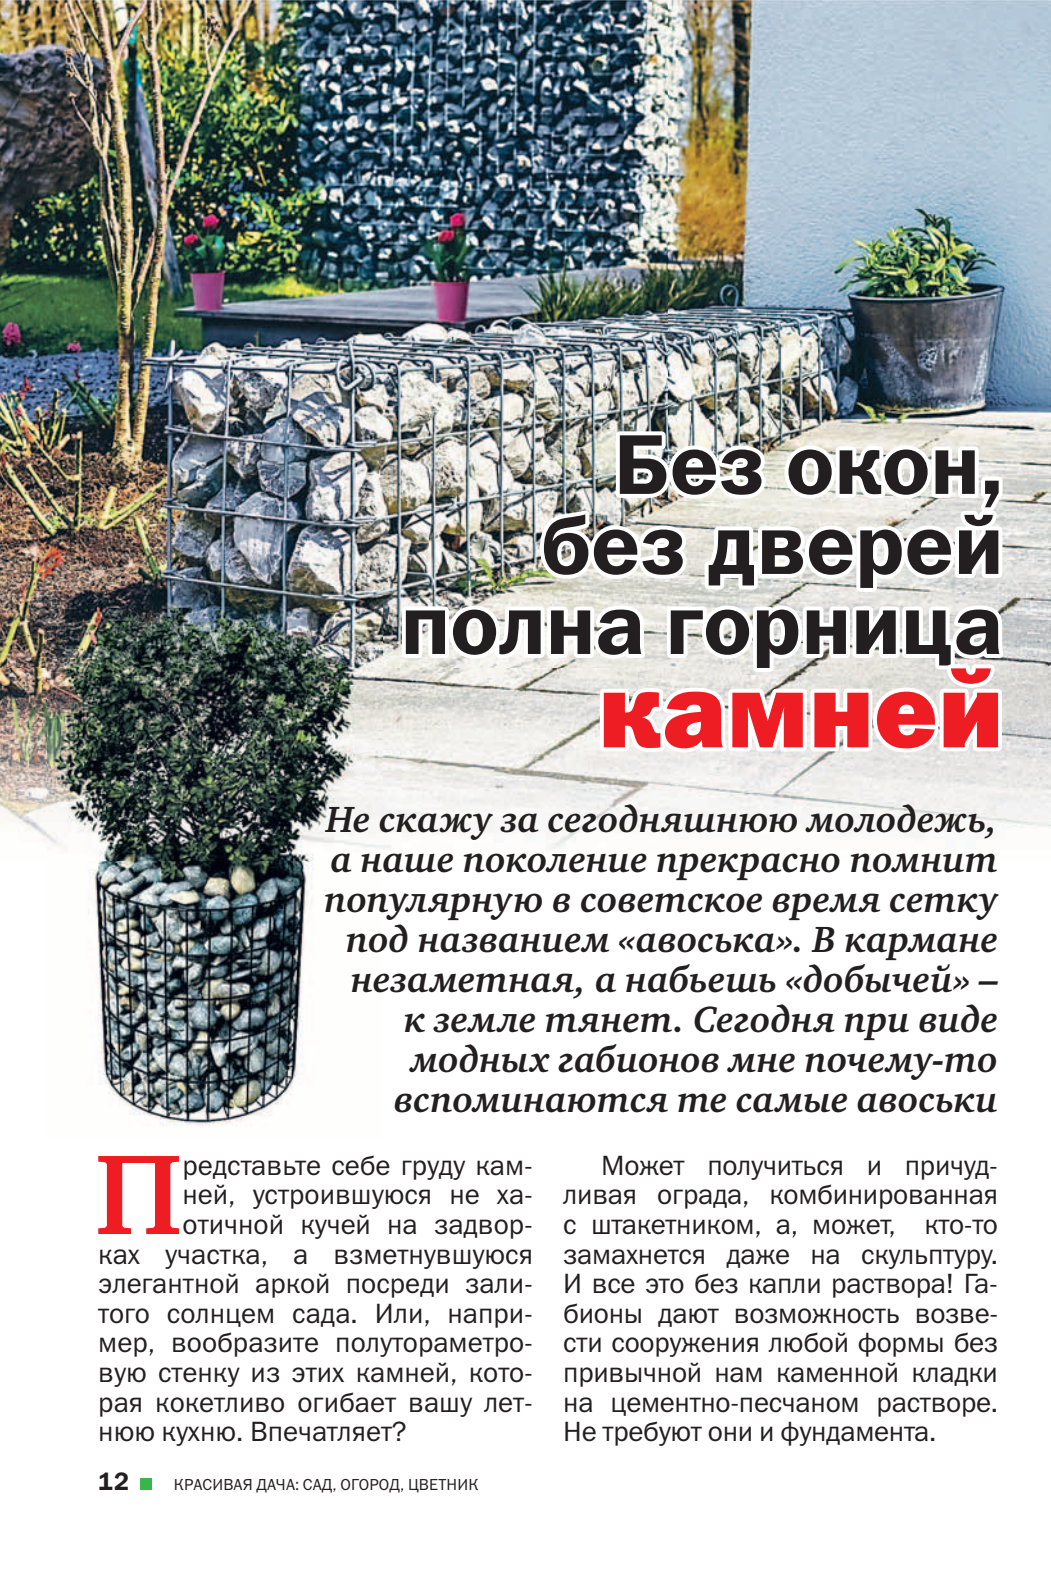 Без окон,
без дверей
полна горница
камней
Не скажу за сегодняшнюю молодежь,
а наше поколение прекрасно помнит
популярную в советское время сетку
под названием «авоська». В кармане
незаметная, а набьешь «добычей» –
к земле тянет. Сегодня при виде
модных габионов мне почему-то
вспоминаются те самые авоськи
Представьте себе груду кам-
ней, устроившуюся не ха-
отичной кучей на задвор-
ках участка, а взметнувшуюся
элегантной аркой посреди зали-
того солнцем сада. Или, напри-
мер, вообразите полутораметро-
вую стенку из этих камней, кото-
рая кокетливо огибает вашу лет-
нюю кухню. Впечатляет?
Может получиться и причуд-
ливая ограда, комбинированная
с штакетником, а, может, кто-то
замахнется даже на скульптуру.
И все это без капли раствора! Га-
бионы дают возможность возве-
сти сооружения любой формы без
привычной нам каменной кладки
на цементно-песчаном растворе.
Не требуют они и фундамента.
12 КРАСИВАЯ ДАЧА: САД, ОГОРОД, ЦВЕТНИК